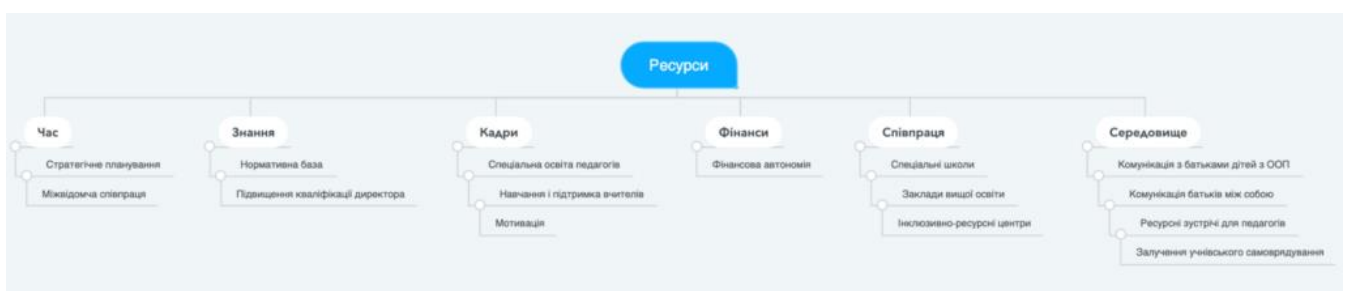 Ресурси
Час
Стратегічне планування
Міжвідомча співпраця
Знання
Нормативна база
Підвищення кваліфікації директора
Кадри
Спеціальна освіта педагогів
Навчання і підтримка вчителів
Мотивація
Фінанси
Фінансова автономія
Співпраця
Спеціальні школи
Заклади вищої освіти
Інклюзивно-ресурсні центри
Середовище
Комунікація з батьками дітей з ООП
Комунікація батьків між собою
Ресурсні зустрічі для педагогів
Залучення учнівського самоврядування